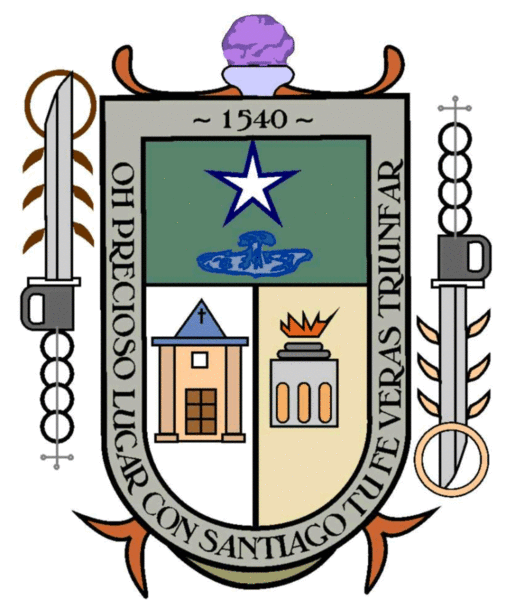 ~ 1540 ~
OH PRECIOSO LUGAR CON SANTIAGO TU FE VERAS TRIUNFAR